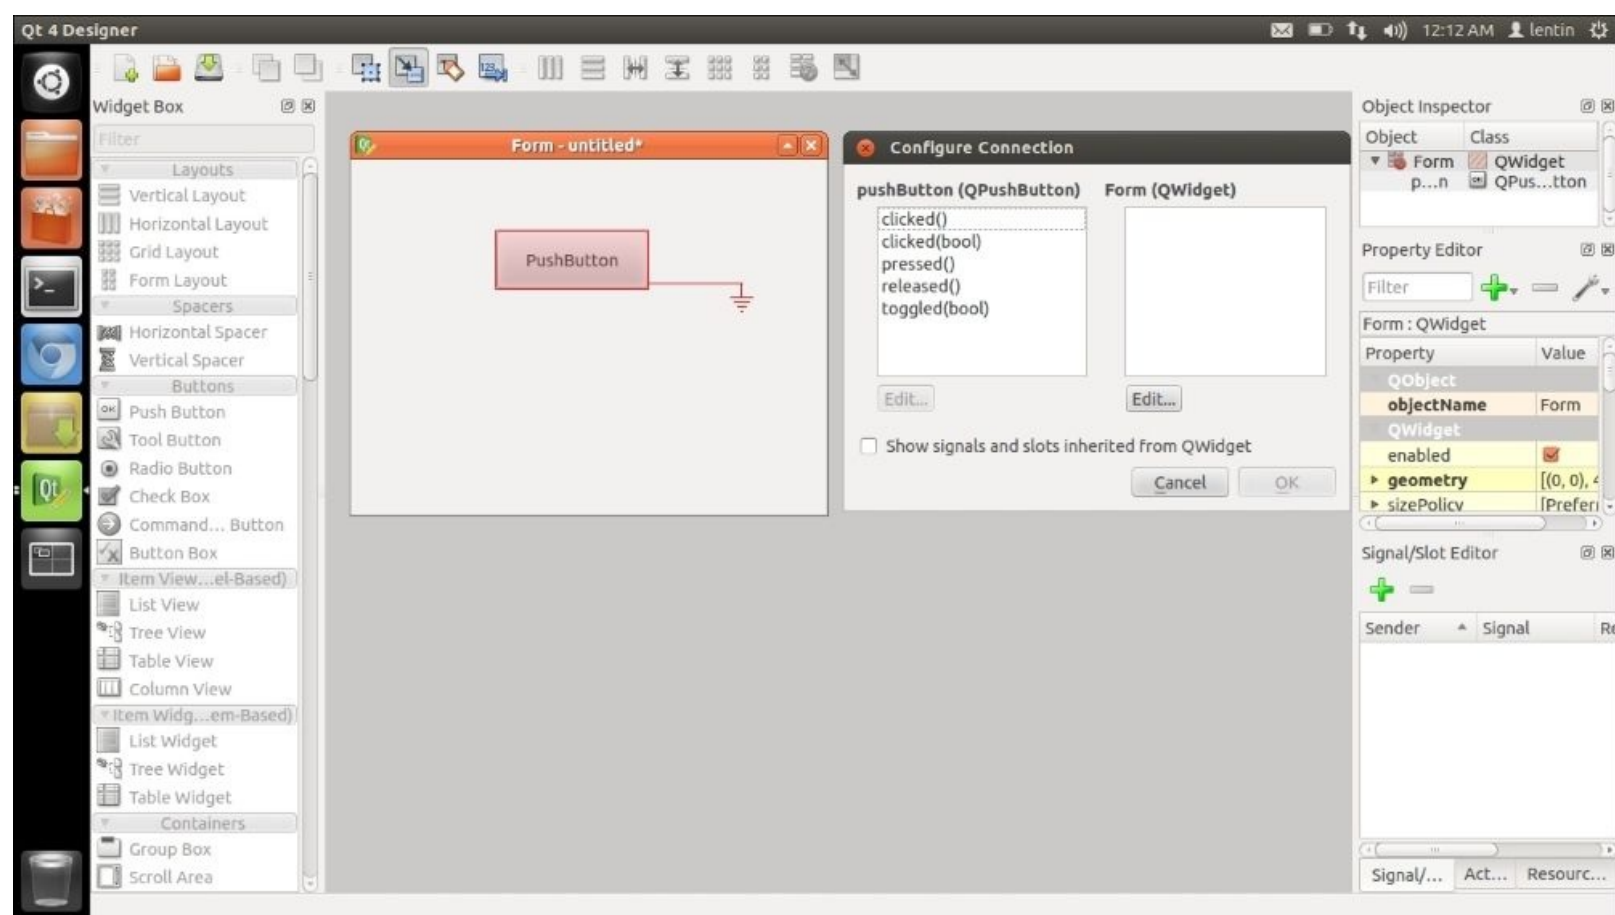 Qt 4 Designer
12:12 AM lentin
Widget Box
Filter
Layouts
Vertical Layout
Horizontal Layout
Grid Layout
Form Layout
Spacers
Horizontal Spacer
Vertical Spacer
Buttons
Push Button
Tool Button
Radio Button
Check Box
Command... Button
Button Box
Item View...el-Based)
List View
Tree View
Table View
Column View
Item Widg...em-Based)
List Widget
Tree Widget
Table Widget
Containers
Group Box
Scroll Area
Form - untitled*
PushButton
Configure Connection
pushButton (QPushButton) Form (QWidget)
clicked()
clicked(bool)
pressed()
released()
toggled(bool)
Edit... Edit...
Show signals and slots inherited from QWidget
Cancel OK
Object Inspector
Object Class
Form QWidget
p...n QPus...tton
Property Editor
Filter
Form : QWidget
Property Value
QObject
objectName Form
QWidget
enabled
geometry [(0, 0), 4
sizePolicy [Preferr
Signal/Slot Editor
Sender Signal Re
Signal/... Act... Resourc...